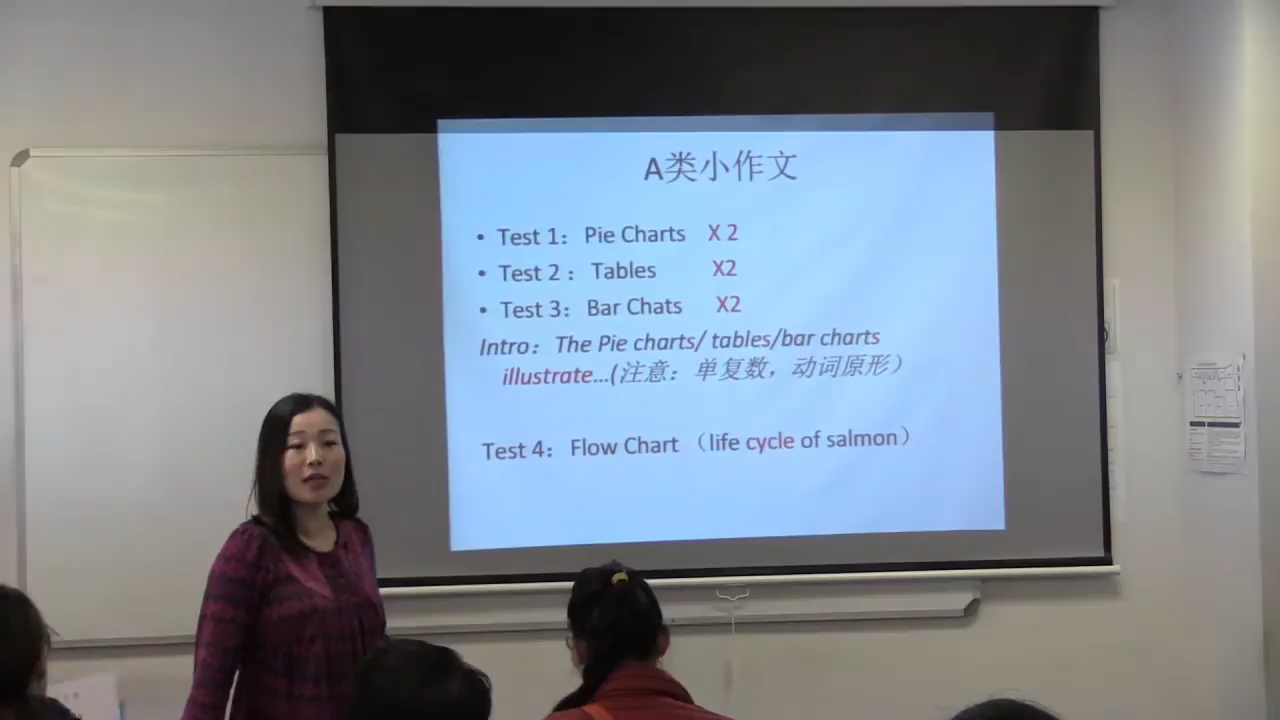 A类小作文
• Test 1：Pie Charts X 2
• Test 2： Tables X2
• Test 3：Bar Chats X2
Intro：The Pie charts/ tables/bar charts
illustrate...(注意：单复数，动词原形）
Test 4：Flow Chart （life cycle of salmon）